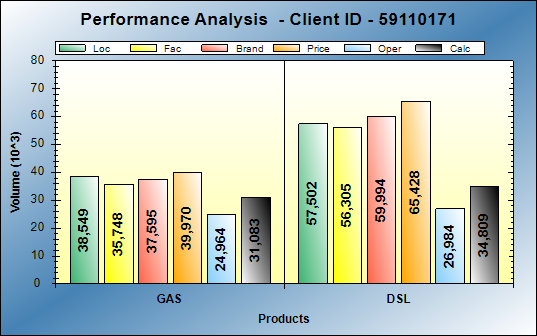 Performance Analysis - Client ID - 59110171
Loc Fac Brand Price Oper Calc
80
70
60
50
40
30
20
10
0
Volume (10^3)
38,549 35,748 37,595 39,970 24,964 31,083 57,502 56,305 59,994 65,428 26,984 34,809
GAS DSL
Products